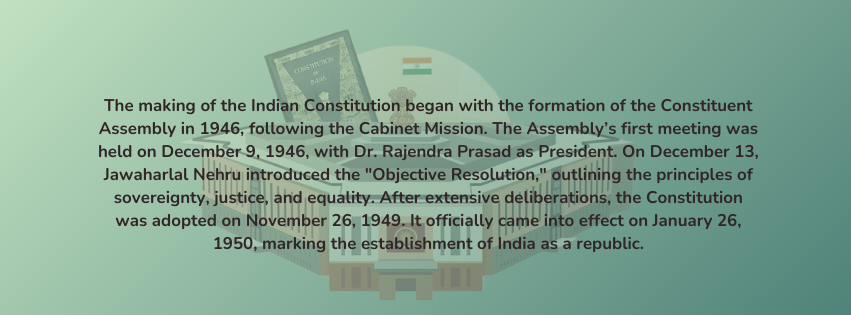 CONSTITUTION
OF
INDIA
The making of the Indian Constitution began with the formation of the Constituent
Assembly in 1946, following the Cabinet Mission. The Assembly’s first meeting was
held on December 9, 1946, with Dr. Rajendra Prasad as President. On December 13,
Jawaharlal Nehru introduced the "Objective Resolution," outlining the principles of
sovereignty, justice, and equality. After extensive deliberations, the Constitution
was adopted on November 26, 1949. It officially came into effect on January 26,
1950, marking the establishment of India as a republic.